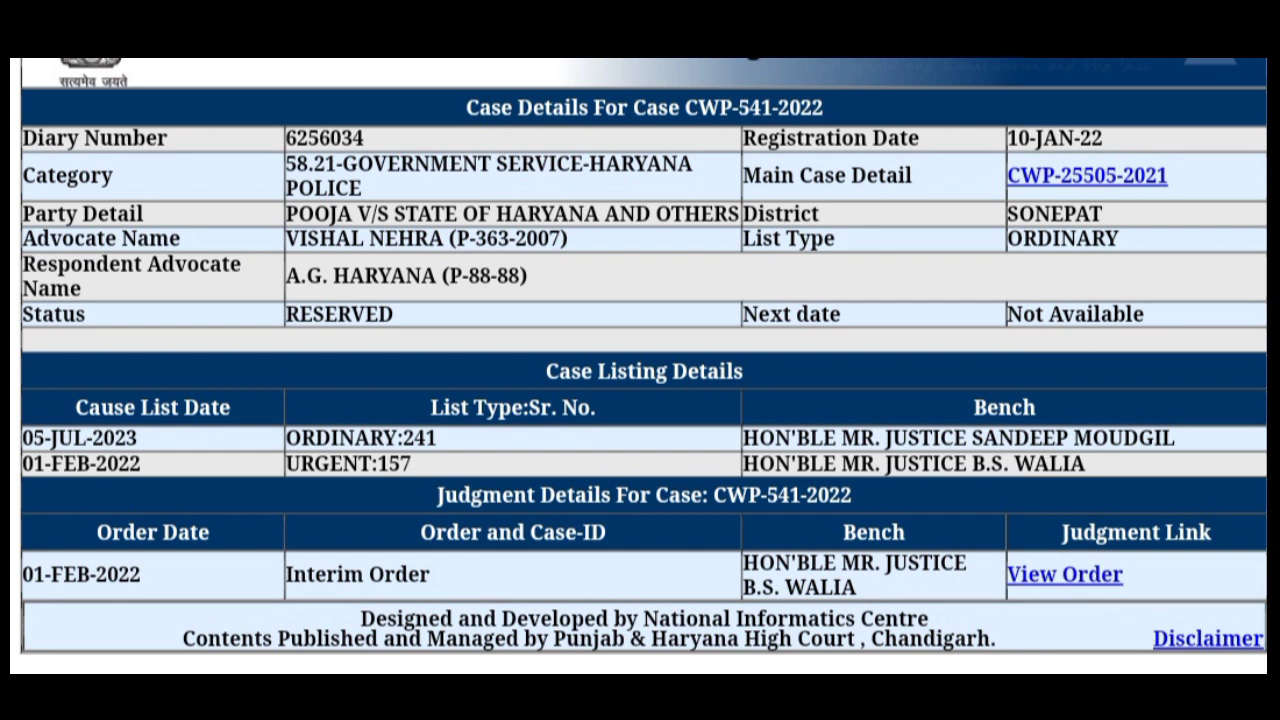 सत्यमेव जयते
Case Details For Case CWP-541-2022
Diary Number 6256034 Registration Date 10-JAN-22
Category 58.21-GOVERNMENT SERVICE-HARYANA POLICE Main Case Detail CWP-25505-2021
Party Detail POOJA V/S STATE OF HARYANA AND OTHERS District SONEPAT
Advocate Name VISHAL NEHRA (P-363-2007) List Type ORDINARY
Respondent Advocate Name A.G. HARYANA (P-88-88)
Status RESERVED Next date Not Available
Case Listing Details
Cause List Date List Type:Sr. No. Bench
05-JUL-2023 ORDINARY:241 HON'BLE MR. JUSTICE SANDEEP MOUDGIL
01-FEB-2022 URGENT:157 HON'BLE MR. JUSTICE B.S. WALIA
Judgment Details For Case: CWP-541-2022
Order Date Order and Case-ID Bench Judgment Link
01-FEB-2022 Interim Order HON'BLE MR. JUSTICE B.S. WALIA View Order
Designed and Developed by National Informatics Centre
Contents Published and Managed by Punjab & Haryana High Court , Chandigarh. Disclaimer